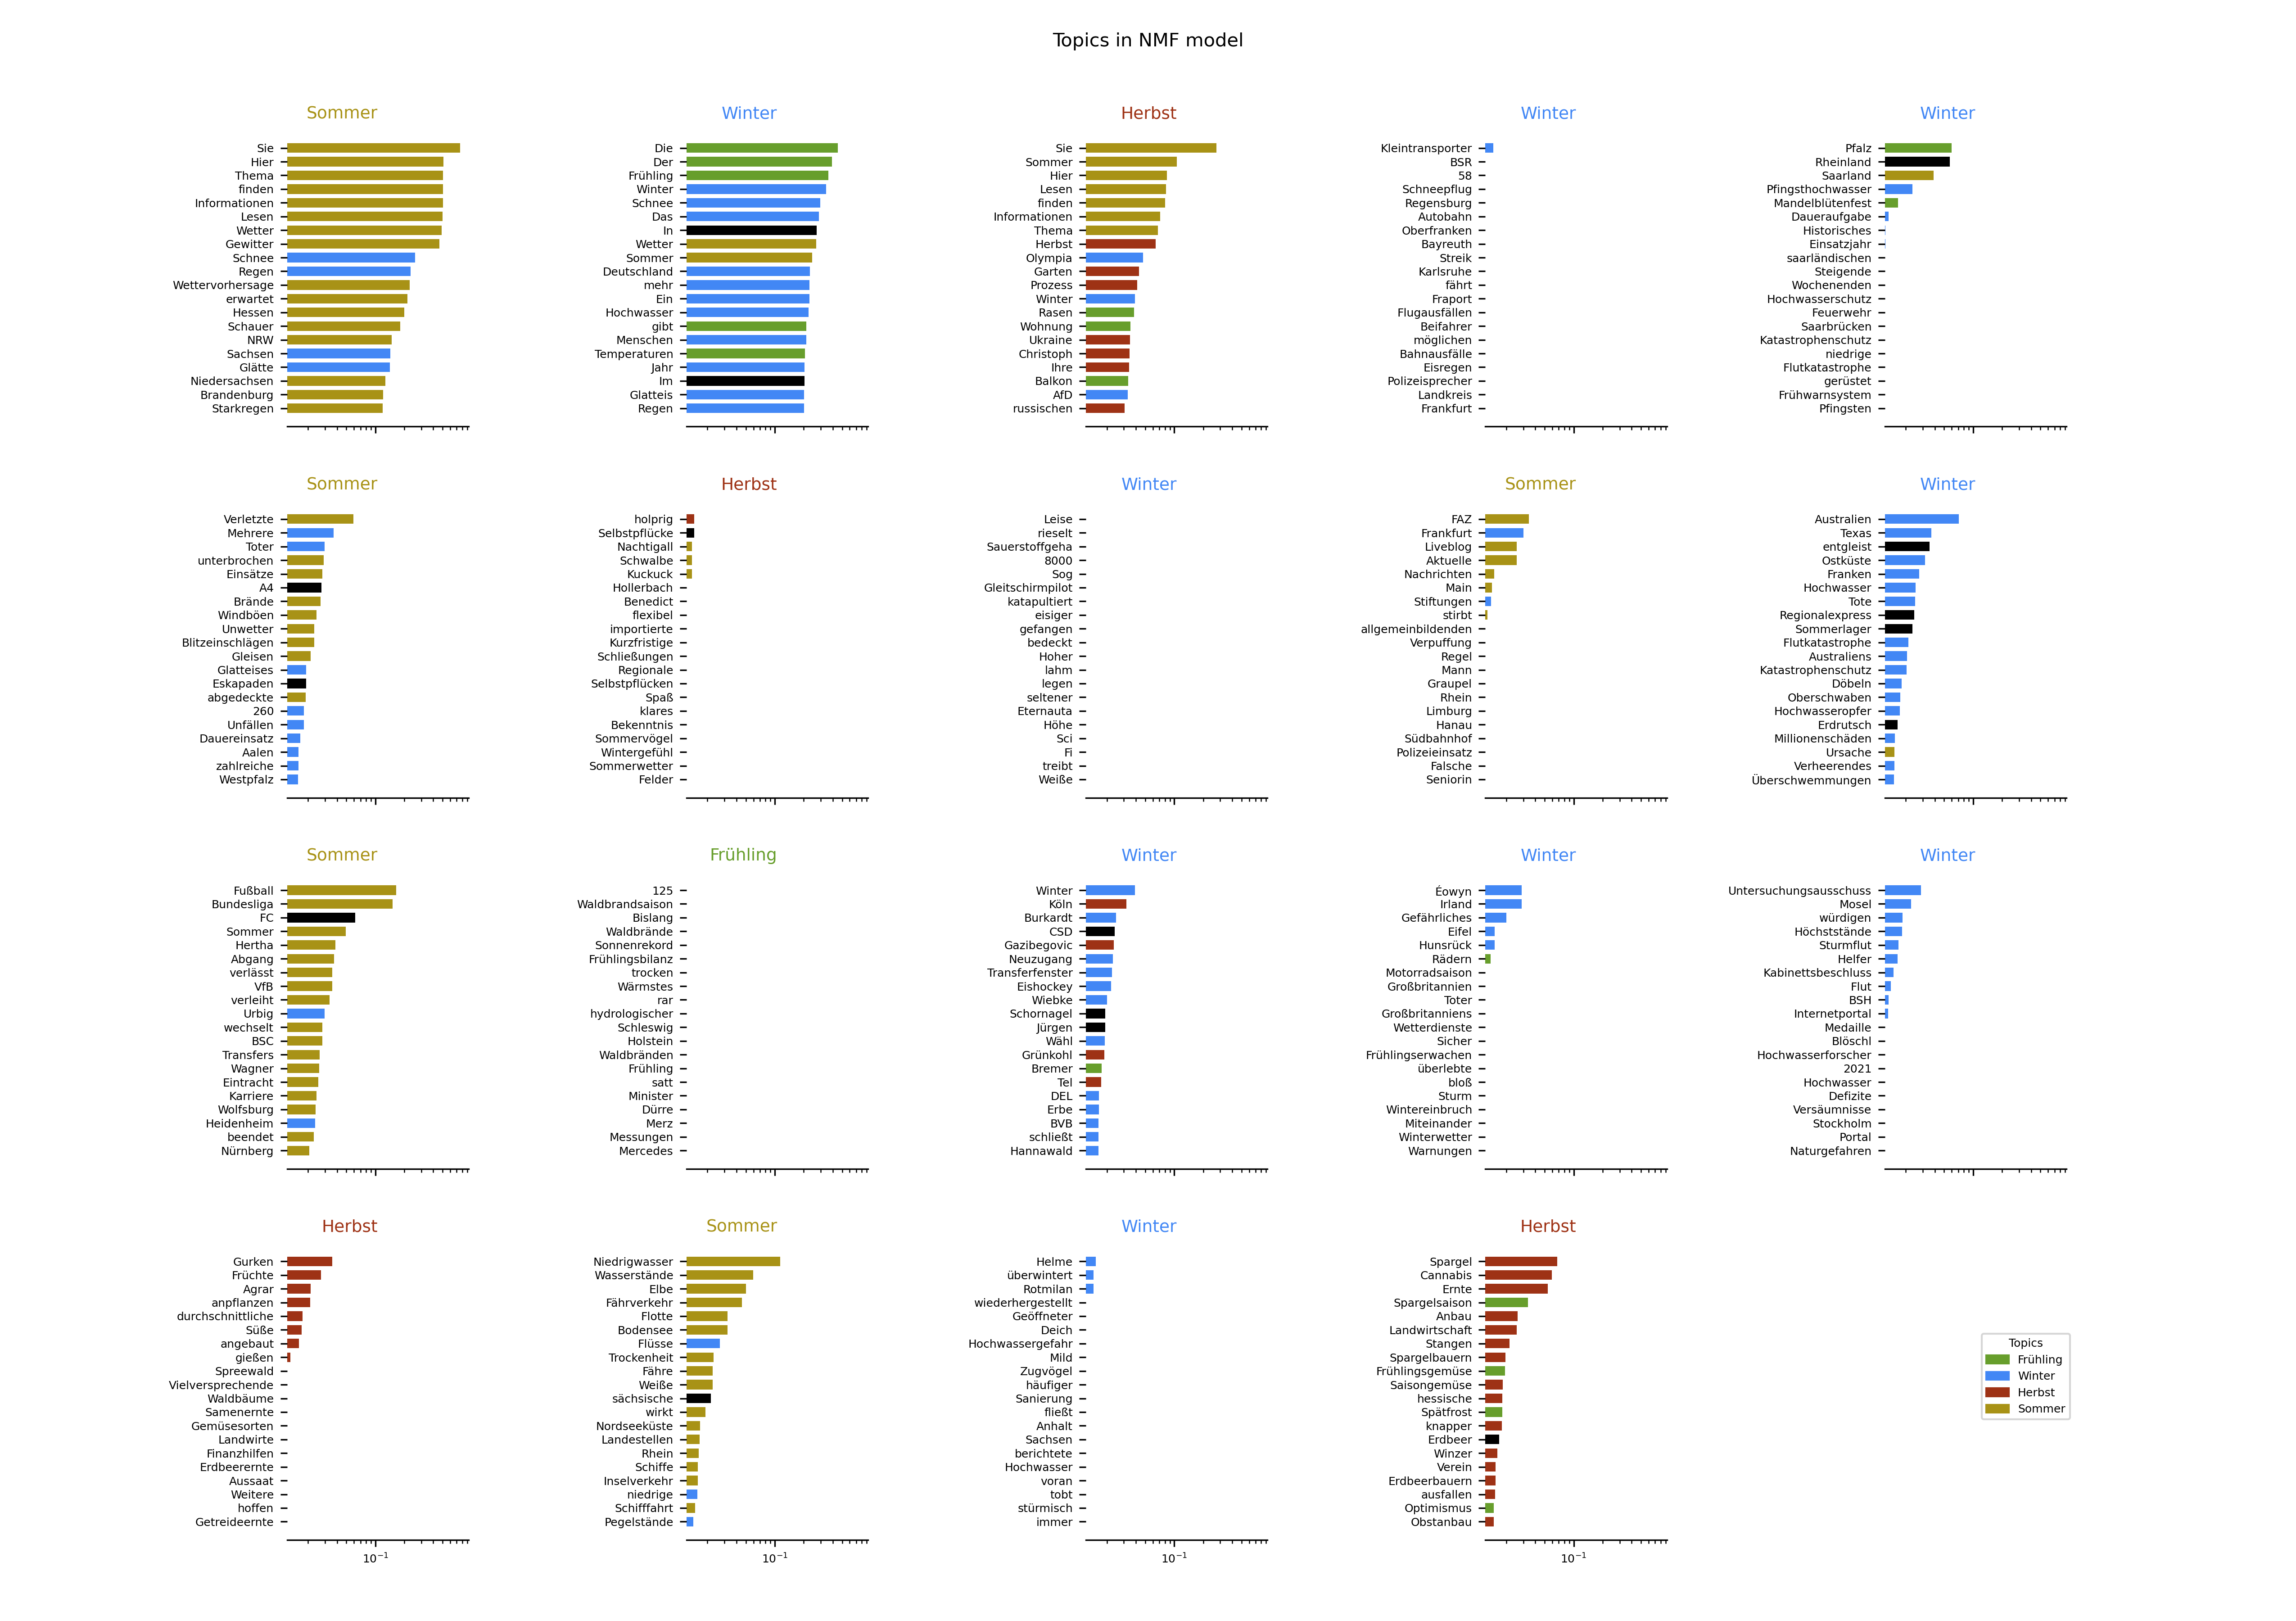 Topics in NMF model
Sommer
Sie
Hier
Thema
finden
Informationen
Lesen
Wetter
Gewitter
Schnee
Regen
Wettervorhersage
erwartet
Hessen
Schauer
NRW
Sachsen
Glätte
Niedersachsen
Brandenburg
Starkregen
Winter
Die
Der
Frühling
Winter
Schnee
Das
In
Wetter
Sommer
Deutschland
mehr
Ein
Hochwasser
gibt
Menschen
Temperaturen
Jahr
Im
Glatteis
Regen
Herbst
Sie
Sommer
Hier
Lesen
finden
Informationen
Thema
Herbst
Olympia
Garten
Prozess
Winter
Rasen
Wohnung
Ukraine
Christoph
Ihre
Balkon
AfD
russischen
Winter
Kleintransporter
BSR
58
Schneepflug
Regensburg
Autobahn
Oberfranken
Bayreuth
Streik
Karlsruhe
fährt
Fraport
Flugausfällen
Beifahrer
möglichen
Bahnausfälle
Eisregen
Polizeisprecher
Landkreis
Frankfurt
Winter
Pfalz
Rheinland
Saarland
Pfingsthochwasser
Mandelblütenfest
Daueraufgabe
Historisches
Einsatzjahr
saarländischen
Steigende
Wochenenden
Hochwasserschutz
Feuerwehr
Saarbrücken
Katastrophenschutz
niedrige
Flutkatastrophe
gerüstet
Frühwarnsystem
Pfingsten
Sommer
Verletzte
Mehrere
Toter
unterbrochen
Einsätze
A4
Brände
Windböen
Unwetter
Blitzeinschlägen
Gleisen
Glatteises
Eskapaden
abgedeckte
260
Unfällen
Dauereinsatz
Aalen
zahlreiche
Westpfalz
Herbst
holprig
Selbstpflücke
Nachtigall
Schwalbe
Kuckuck
Hollerbach
Benedict
flexibel
importierte
Kurzfristige
Schließungen
Regionale
Selbstpflücken
Spaß
klares
Bekenntnis
Sommervögel
Wintergefühl
Sommerwetter
Felder
Winter
Leise
rieselt
Sauerstoffgeha
8000
Sog
Gleitschirmpilot
katapultiert
eisiger
gefangen
bedeckt
Hoher
lahm
legen
seltener
Eternauta
Höhe
Sci
Fi
treibt
Weiße
Sommer
FAZ
Frankfurt
Liveblog
Aktuelle
Nachrichten
Main
Stiftungen
stirbt
allgemeinbildenden
Verpuffung
Regel
Mann
Graupel
Rhein
Limburg
Hanau
Südbahnhof
Polizeieinsatz
Falsche
Seniorin
Winter
Australien
Texas
entgleist
Ostküste
Franken
Hochwasser
Tote
Regionalexpress
Sommerlager
Flutkatastrophe
Australiens
Katastrophenschutz
Döbeln
Oberschwaben
Hochwasseropfer
Erdrutsch
Millionenschäden
Ursache
Verheerendes
Überschwemmungen
Sommer
Fußball
Bundesliga
FC
Sommer
Hertha
Abgang
verlässt
VfB
verleiht
Urbig
wechselt
BSC
Transfers
Wagner
Eintracht
Karriere
Wolfsburg
Heidenheim
beendet
Nürnberg
Frühling
125
Waldbrandsaison
Bislang
Waldbrände
Sonnenrekord
Frühlingsbilanz
trocken
Wärmstes
rar
hydrologischer
Schleswig
Holstein
Waldbränden
Frühling
satt
Minister
Dürre
Merz
Messungen
Mercedes
Winter
Winter
Köln
Burkardt
CSD
Gazibegovic
Neuzugang
Transferfenster
Eishockey
Wiebke
Schornagel
Jürgen
Wähl
Grünkohl
Bremer
Tel
DEL
Erbe
BVB
schließt
Hannawald
Winter
Éowyn
Irland
Gefährliches
Eifel
Hunsrück
Rädern
Motorradsaison
Großbritannien
Toter
Großbritanniens
Wetterdienste
Sicher
Frühlingserwachen
überlebte
bloß
Sturm
Wintereinbruch
Miteinander
Winterwetter
Warnungen
Winter
Untersuchungsausschuss
Mosel
würdigen
Höchststände
Sturmflut
Helfer
Kabinettsbeschluss
Flut
BSH
Internetportal
Medaille
Blöschl
Hochwasserforscher
2021
Hochwasser
Defizite
Versäumnisse
Stockholm
Portal
Naturgefahren
Herbst
Gurken
Früchte
Agrar
anpflanzen
durchschnittliche
Süße
angebaut
gießen
Spreewald
Vielversprechende
Waldbäume
Samenernte
Gemüsesorten
Landwirte
Finanzhilfen
Erdbeerernte
Aussaat
Weitere
hoffen
Getreideernte
10⁻¹
Sommer
Niedrigwasser
Wasserstände
Elbe
Fährverkehr
Flotte
Bodensee
Flüsse
Trockenheit
Fähre
Weiße
sächsische
wirkt
Nordseeküste
Landestellen
Rhein
Schiffe
Inselverkehr
niedrige
Schifffahrt
Pegelstände
10⁻¹
Winter
Helme
überwintert
Rotmilan
wiederhergestellt
Geöffneter
Deich
Hochwassergefahr
Mild
Zugvögel
häufiger
Sanierung
fließt
Anhalt
Sachsen
berichtete
Hochwasser
voran
tobt
stürmisch
immer
10⁻¹
Herbst
Spargel
Cannabis
Ernte
Spargelsaison
Anbau
Landwirtschaft
Stangen
Spargelbauern
Frühlingsgemüse
Saisongemüse
hessische
Spätfrost
knapper
Erdbeer
Winzer
Verein
Erdbeerbauern
ausfallen
Optimismus
Obstanbau
10⁻¹
Topics
Frühling
Winter
Herbst
Sommer